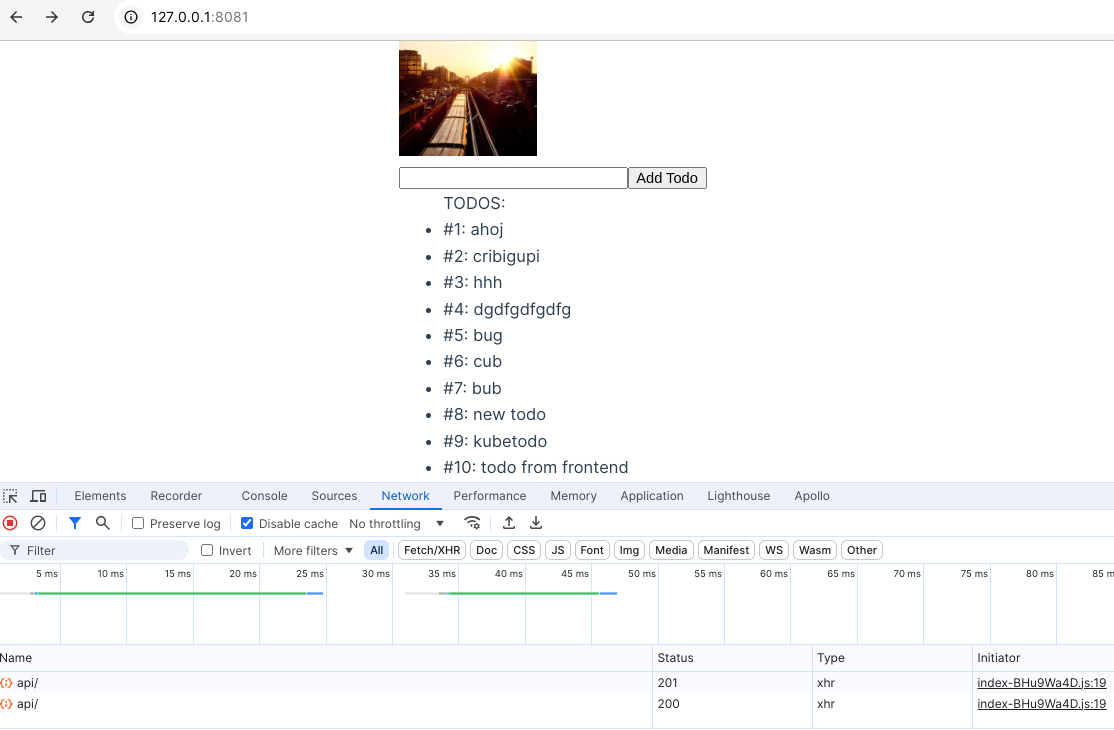 127.0.0.1:8081
Add Todo
TODOS:
#1: ahoj
#2: cribigupi
#3: hhh
#4: dgdfgdfgdfg
#5: bug
#6: cub
#7: bub
#8: new todo
#9: kubetodo
#10: todo from frontend
Elements Recorder Console Sources Network Performance Memory Application Lighthouse Apollo
Preserve log Disable cache No throttling
Filter Invert More filters All Fetch/XHR Doc CSS JS Font Img Media Manifest WS Wasm Other
5 ms 10 ms 15 ms 20 ms 25 ms 30 ms 35 ms 40 ms 45 ms 50 ms 55 ms 60 ms 65 ms 70 ms 75 ms 80 ms 85 m
Name Status Type Initiator
api/ 201 xhr index-BHu9Wa4D.js:19
api/ 200 xhr index-BHu9Wa4D.js:19